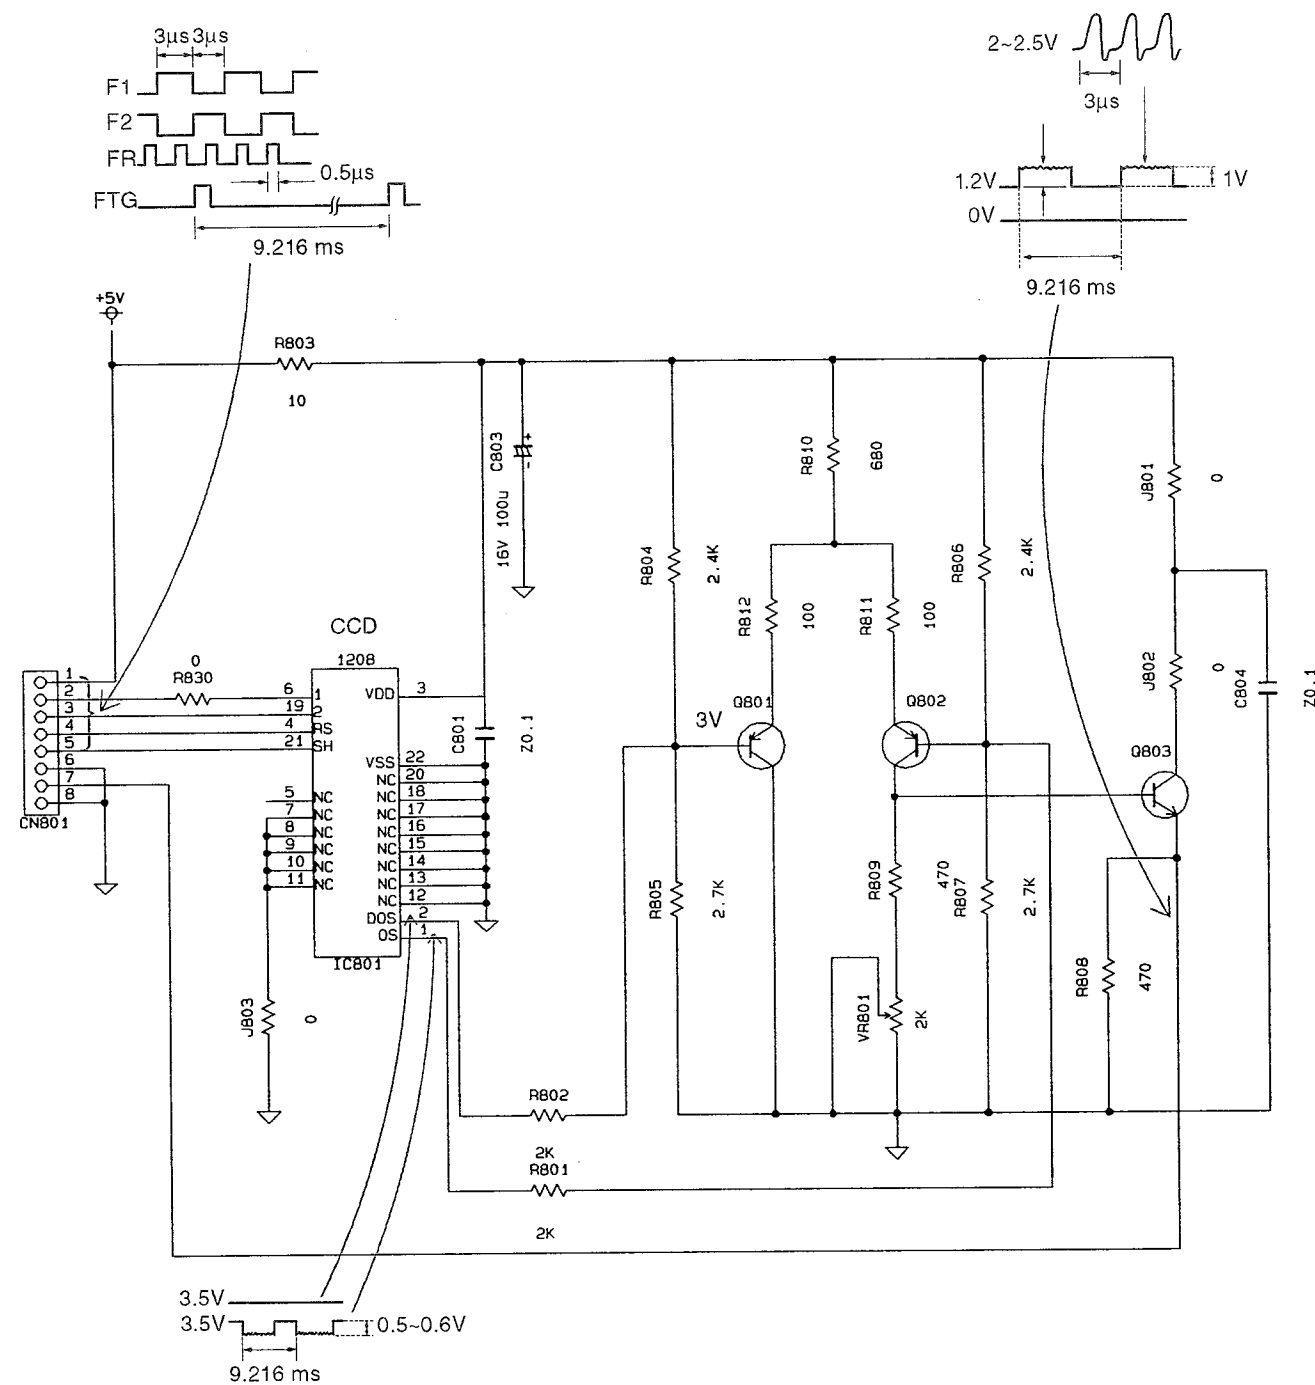 3µs 3µs
F1
F2
FR
0.5µs
FTG
9.216 ms
2~2.5V
3µs
1.2V
1V
0V
9.216 ms
+5V
R803
10
C803
+
-
16V 100u
R804
2.4K
R810
680
R812
100
R811
100
R806
2.4K
J801
0
J802
0
C804
Z0.1
CCD
1208
0
R830
1
2
3
4
5
6
7
8
CN801
6
1
19
2
4
RS
21
SH
5 NC
7 NC
8 NC
9 NC
10 NC
11 NC
VDD 3
VSS 22
NC 20
NC 18
NC 17
NC 16
NC 15
NC 14
NC 13
NC 12
DOS 2
OS 1
IC801
C801
Z0.1
3V
Q801
Q802
Q803
R805
2.7K
R809
470
R807
2.7K
R808
470
VR801
2K
J803
0
R802
2K
R801
2K
3.5V
3.5V
0.5~0.6V
9.216 ms